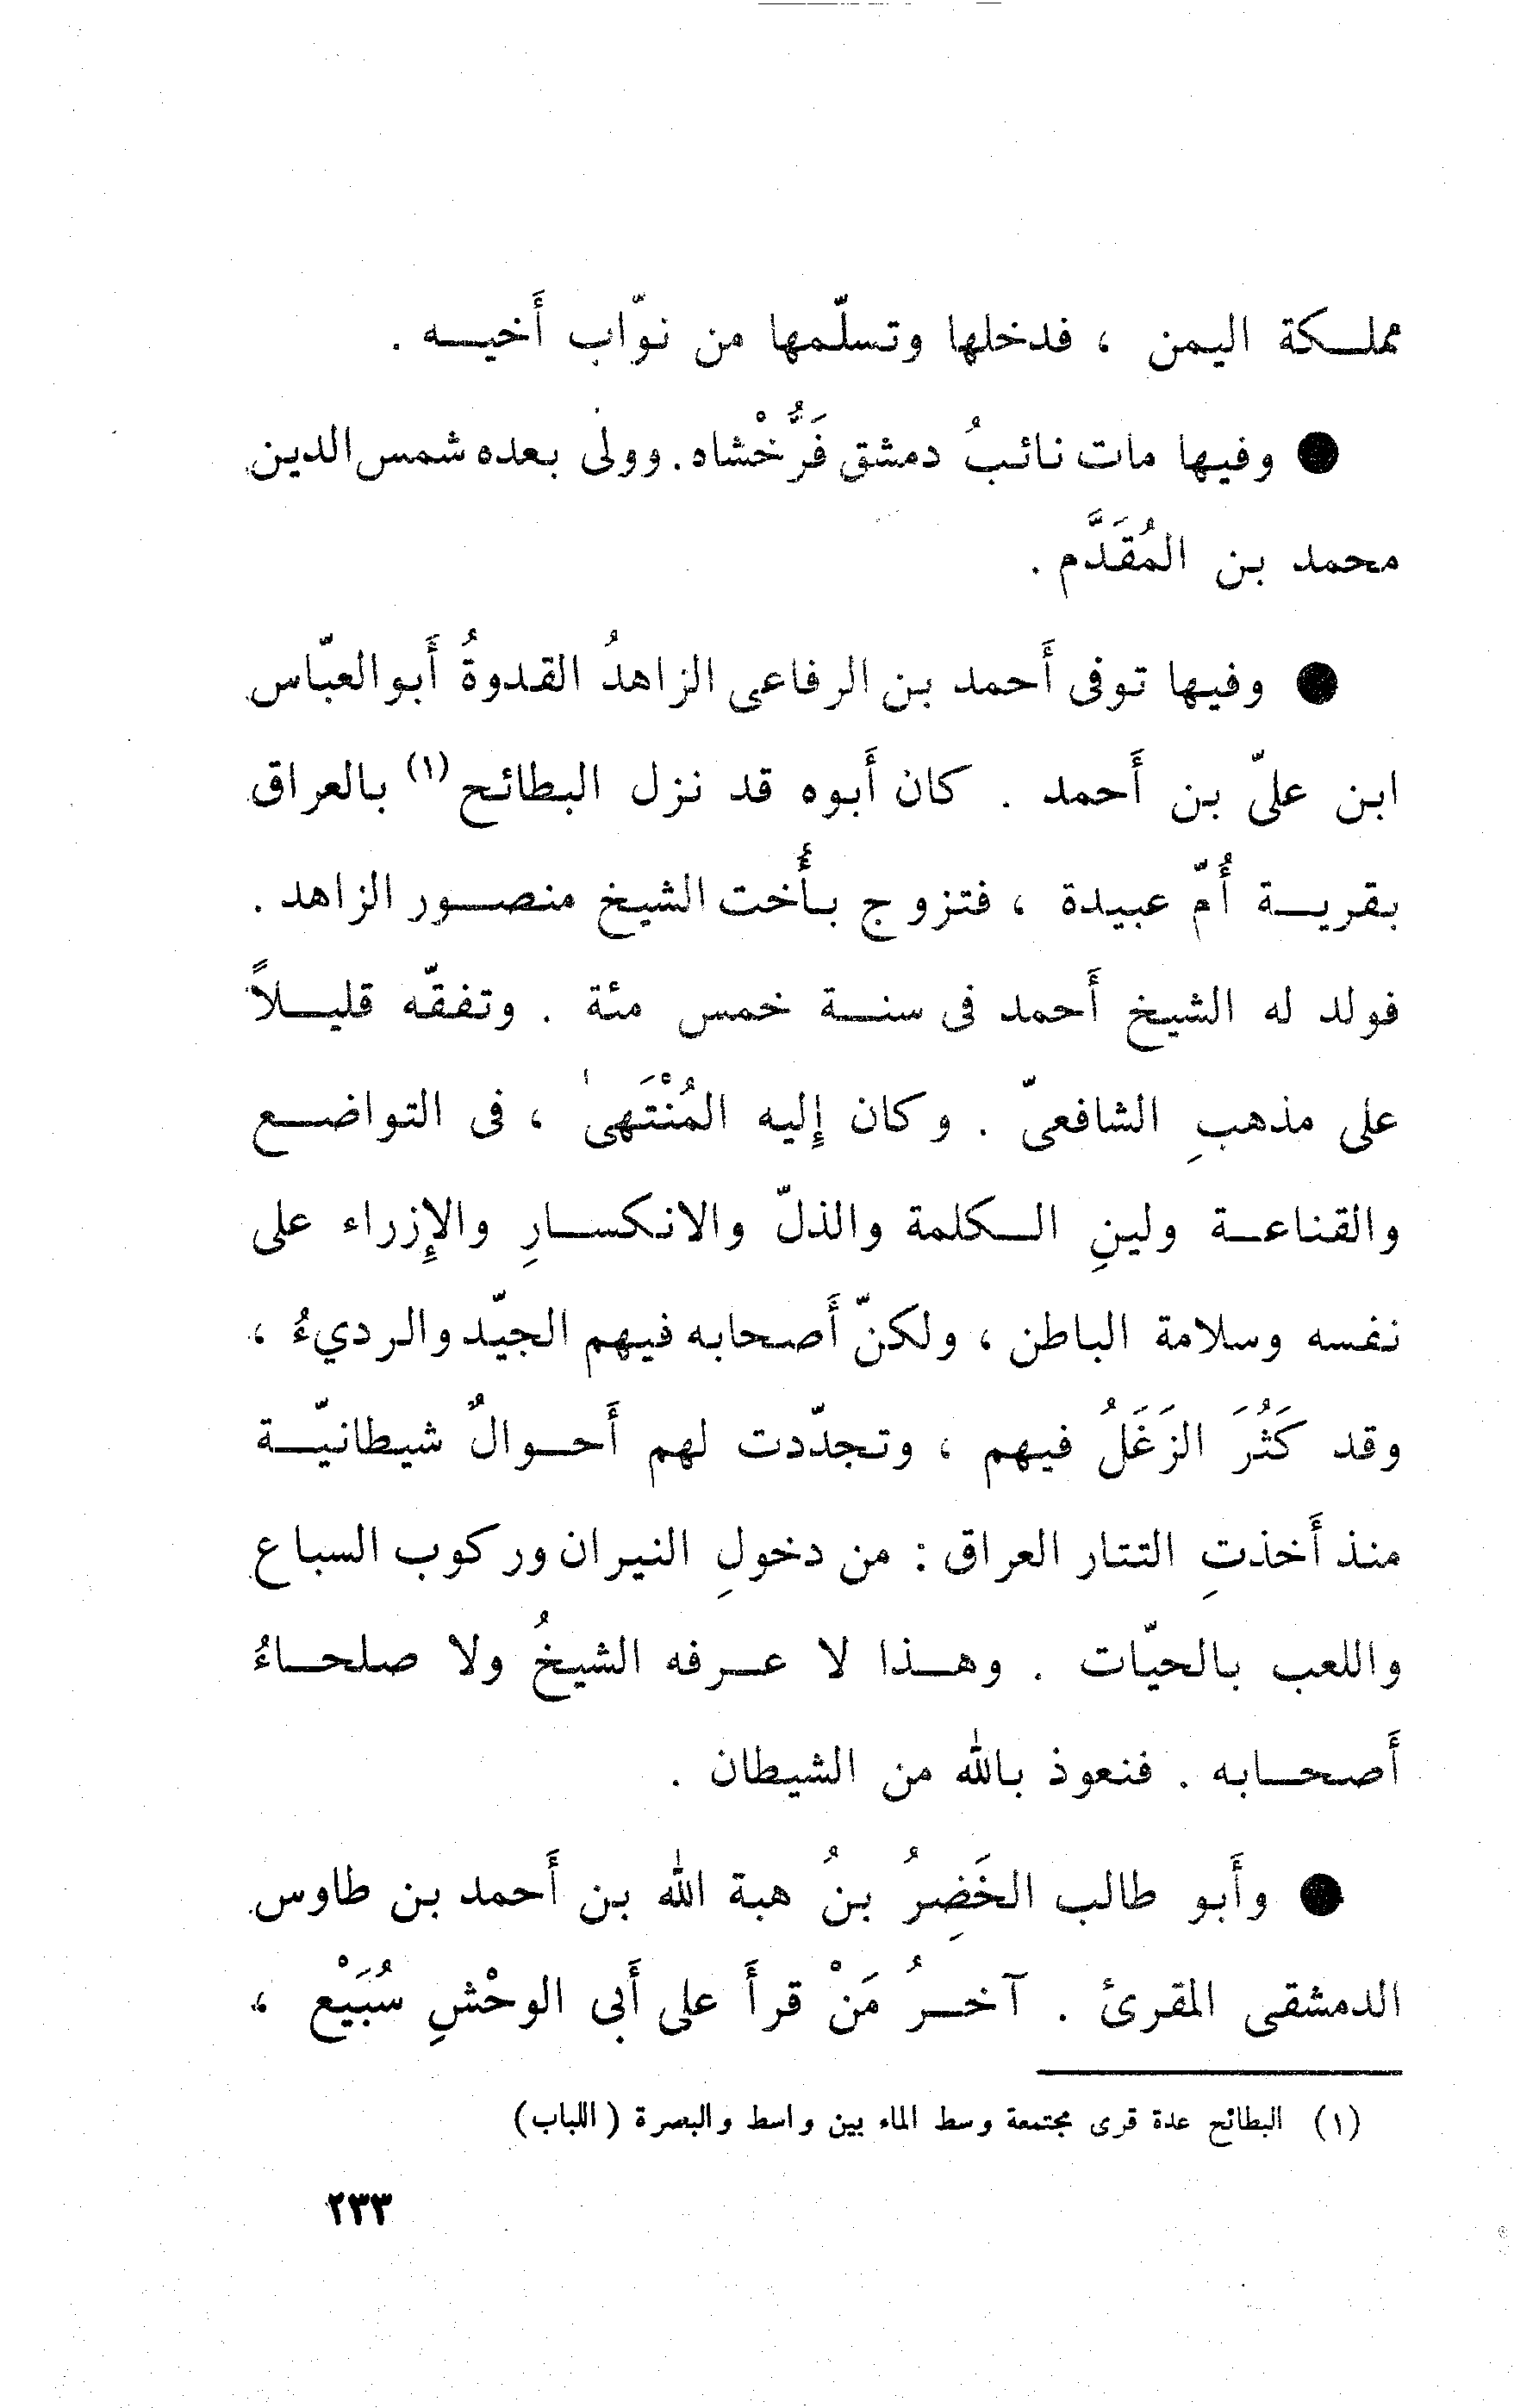 مملكة اليمن ، فدخلها وتسلّمها من نوّاب أَخيه .
● وفيها مات نائبُ دمشق فَرُّخْشاه . وولى بعده شمس الدين
محمد بن المُقَدَّم .
● وفيها توفى أَحمد بن الرفاعى الزاهدُ القدوةُ أَبو العبّاس
ابن علىّ بن أَحمد . كان أَبوه قد نزل البطائح (١) بالعراق
بقرية أُمّ عبيدة ، فتزوج بأُخت الشيخ منصور الزاهد .
فولد له الشيخ أَحمد فى سنة خمس مئة . وتفقّه قليلاً
على مذهبِ الشافعىّ . وكان إِليه المُنْتَهىٰ ، فى التواضع
والقناعة ولينِ الكلمة والذلّ والانكسارِ والإِزراء على
نفسه وسلامة الباطن ، ولكنّ أَصحابه فيهم الجيّد والرديءُ ،
وقد كَثُرَ الزَغَلُ فيهم ، وتجدّدت لهم أَحوالٌ شيطانيّة
منذ أَخذتِ التتار العراق : من دخولِ النيران وركوب السباع
واللعب بالحيّات . وهذا لا عرفه الشيخُ ولا صلحاءُ
أَصحابه . فنعوذ بالله من الشيطان .
● وأَبو طالب الخَضِرُ بنُ هبة الله بن أَحمد بن طاوس
الدمشقى المقرئ . آخرُ مَنْ قرأَ على أَبى الوحْشِ سُبَيْع ،
(١) البطائح عدة قرى مجتمعة وسط الماء بين واسط والبصرة (اللباب)
٢٣٣